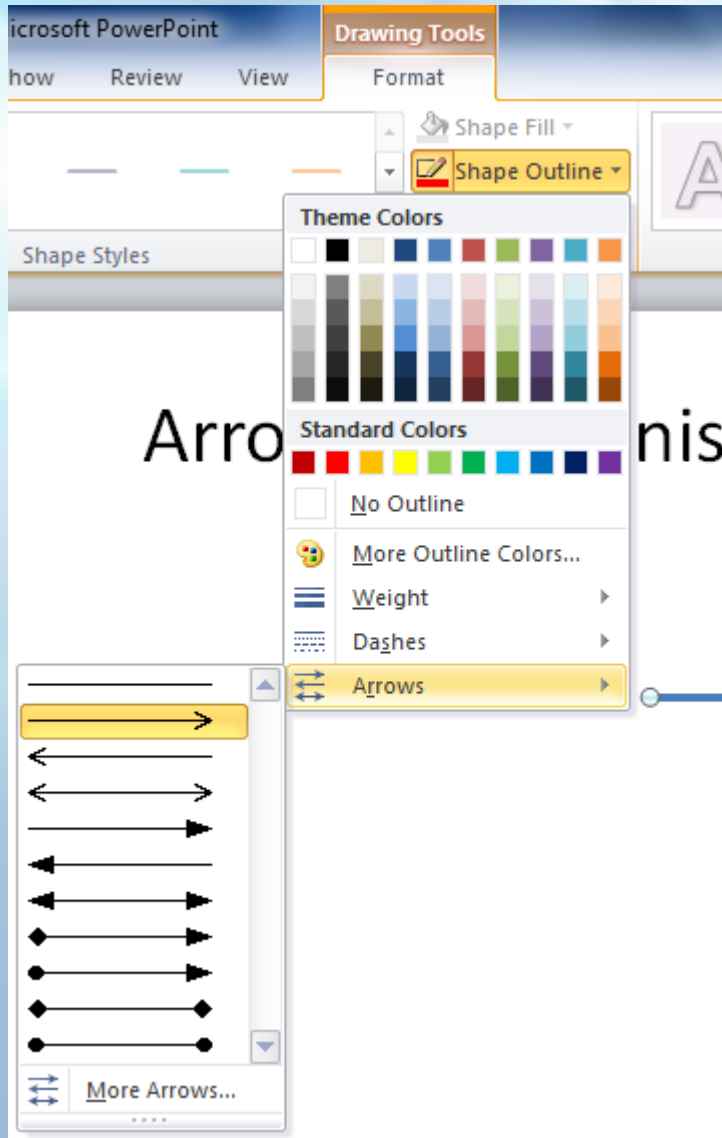 icrosoft PowerPoint
Drawing Tools
how Review View Format
Shape Fill
Shape Outline
A
Shape Styles
Theme Colors
Arro nis
Standard Colors
No Outline
More Outline Colors...
Weight
Dashes
Arrows
More Arrows...